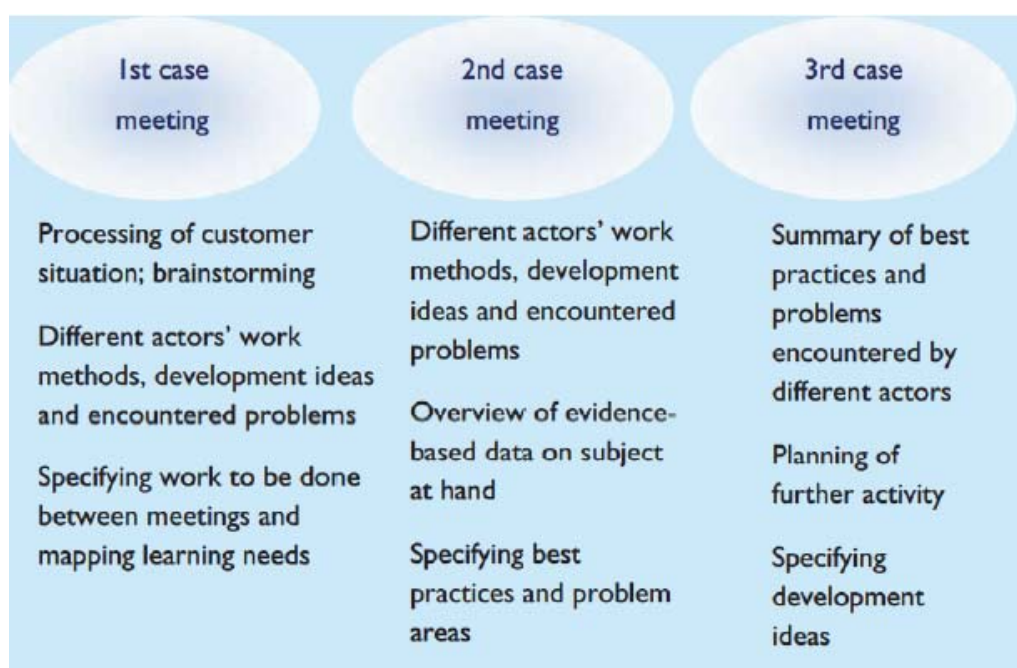 1st case
meeting
Processing of customer
situation; brainstorming
Different actors' work
methods, development ideas
and encountered problems
Specifying work to be done
between meetings and
mapping learning needs
2nd case
meeting
Different actors' work
methods, development
ideas and encountered
problems
Overview of evidence-
based data on subject
at hand
Specifying best
practices and problem
areas
3rd case
meeting
Summary of best
practices and
problems
encountered by
different actors
Planning of
further activity
Specifying
development
ideas